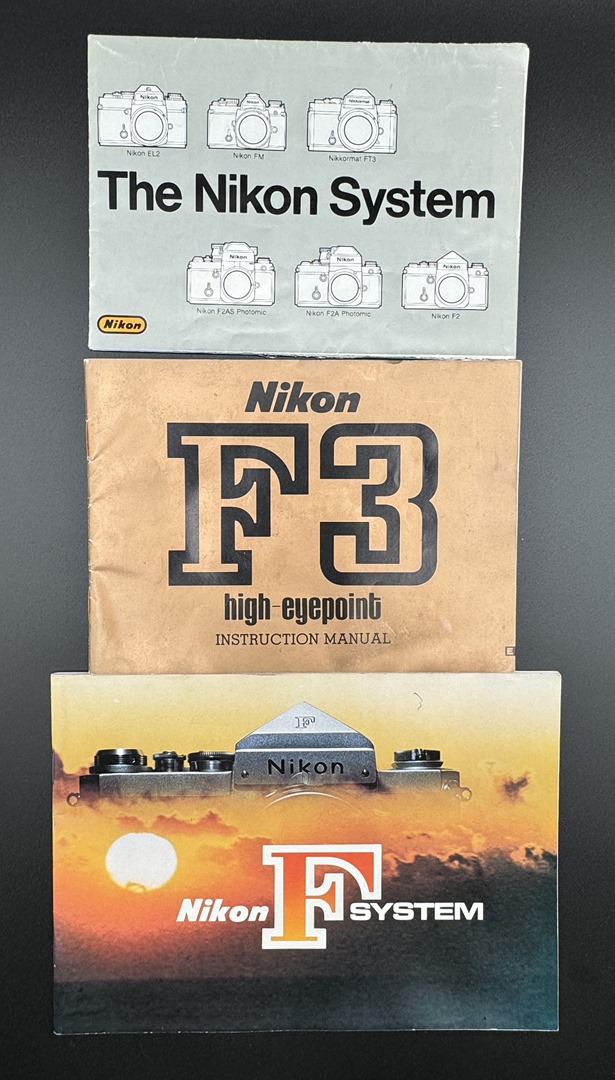 Nikon
Nikon
Nikkormat
Nikon EL2
Nikon FM
Nikkormat FT3
The Nikon System
Nikon
Nikon
Nikon
Nikon F2AS Photomic
Nikon F2A Photomic
Nikon F2
Nikon
Nikon
F3
high-eyepoint
INSTRUCTION MANUAL
E
F
Nikon
Nikon F SYSTEM